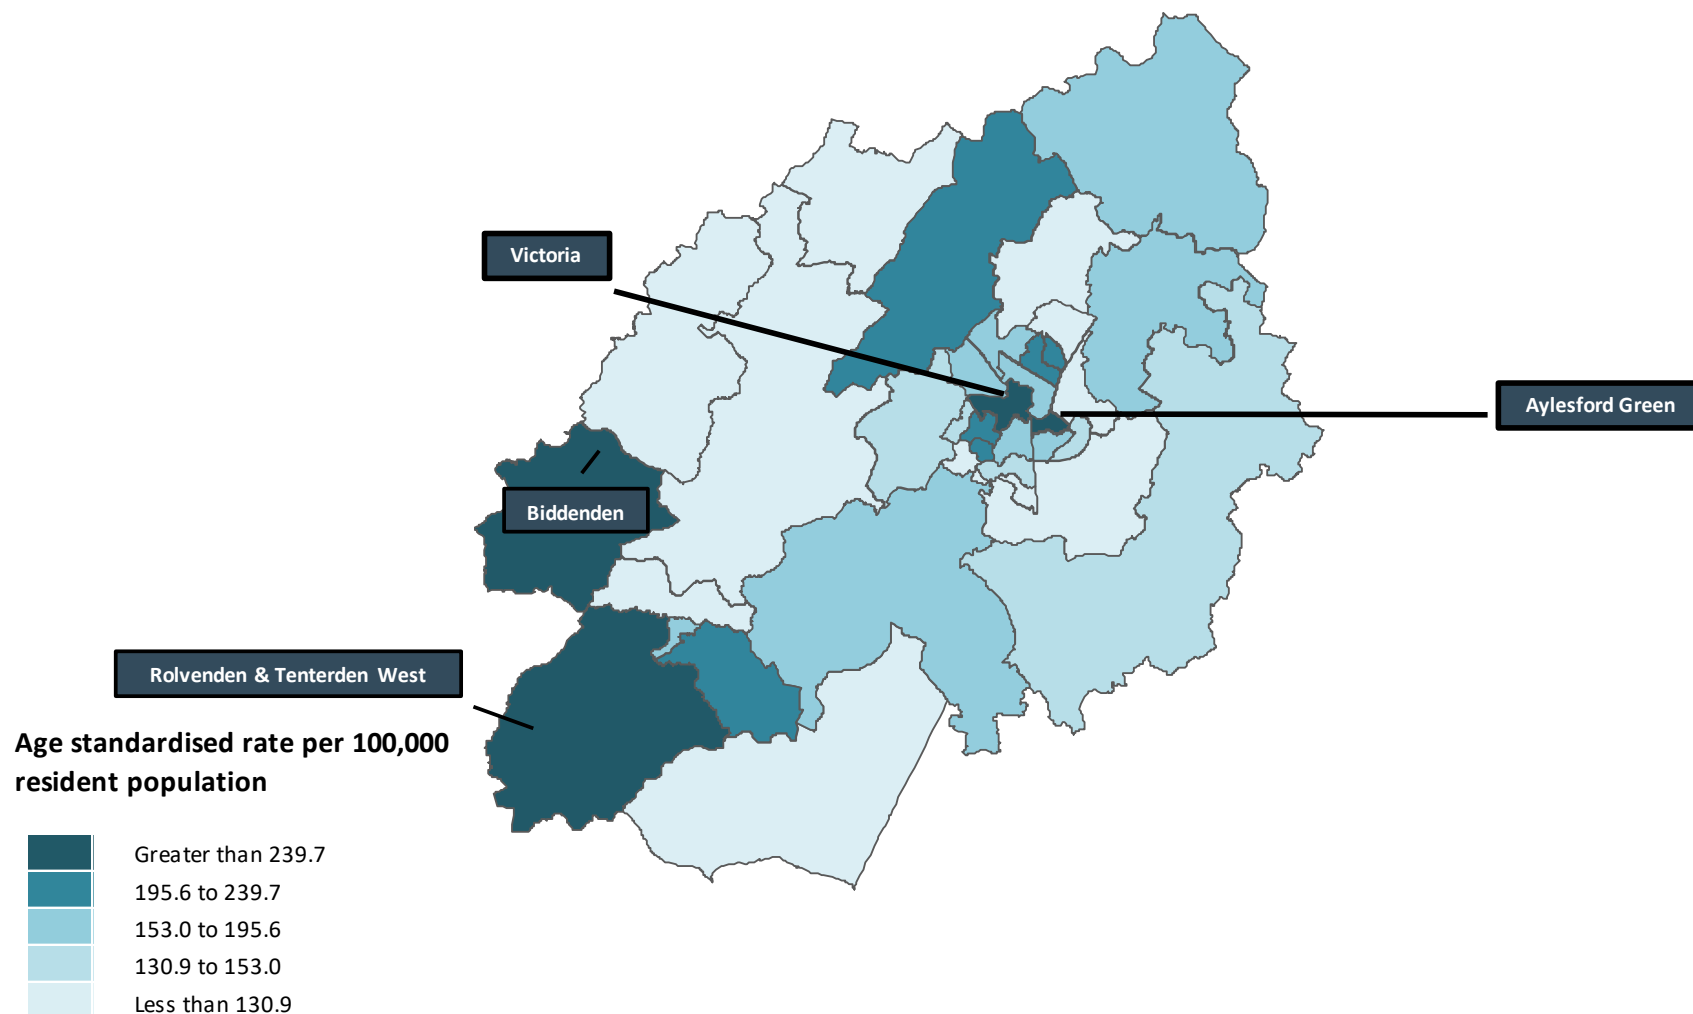 Victoria
Aylesford Green
Biddenden
Rolvenden & Tenterden West
Age standardised rate per 100,000
resident population
Greater than 239.7
195.6 to 239.7
153.0 to 195.6
130.9 to 153.0
Less than 130.9